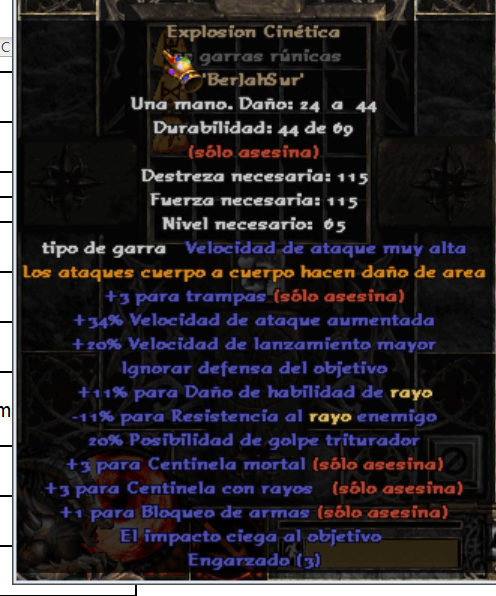 Explosion Cinética
garras rúnicas
'BerJahSur'
Una mano. Daño: 24 a 44
Durabilidad: 44 de 69
(sólo asesina)
Destreza necesaria: 115
Fuerza necesaria: 115
Nivel necesario: 65
tipo de garra Velocidad de ataque muy alta
Los ataques cuerpo a cuerpo hacen daño de area
+3 para trampas (sólo asesina)
+34% Velocidad de ataque aumentada
+20% Velocidad de lanzamiento mayor
Ignorar defensa del objetivo
+11% para Daño de habilidad de rayo
-11% para Resistencia al rayo enemigo
20% Posibilidad de golpe triturador
+3 para Centinela mortal (sólo asesina)
+3 para Centinela con rayos (sólo asesina)
+1 para Bloqueo de armas (sólo asesina)
El impacto ciega al objetivo
Engarzado (3)